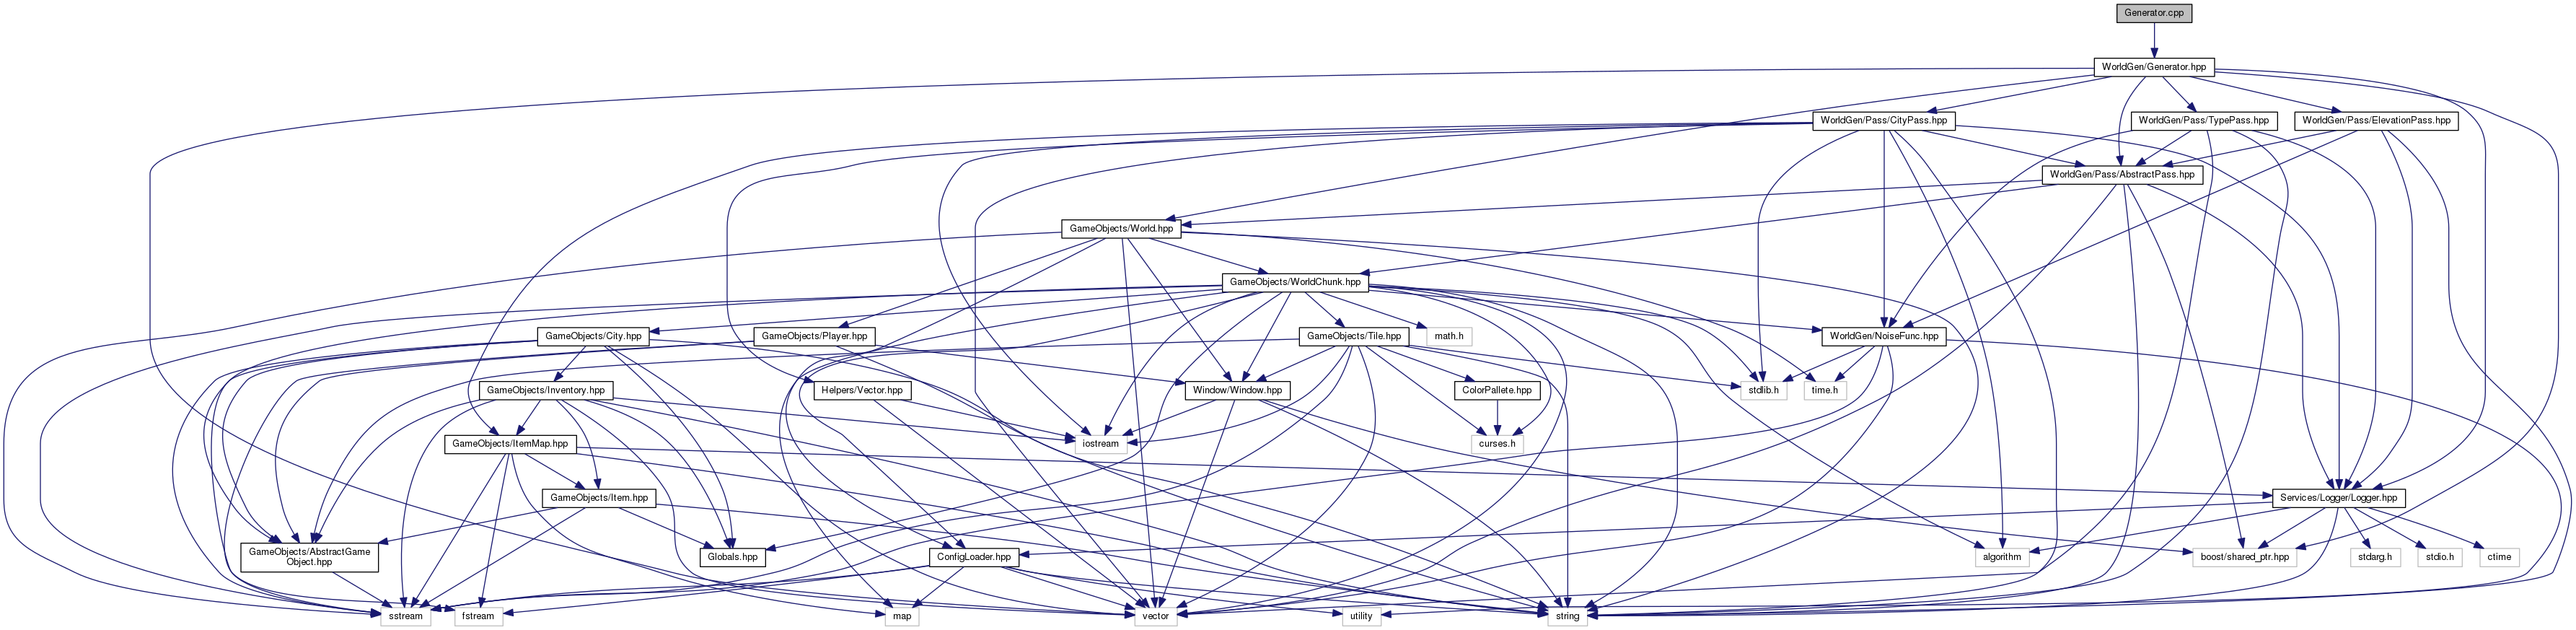 Generator.cpp
WorldGen/Generator.hpp
WorldGen/Pass/CityPass.hpp
WorldGen/Pass/TypePass.hpp
WorldGen/Pass/ElevationPass.hpp
WorldGen/Pass/AbstractPass.hpp
GameObjects/World.hpp
GameObjects/WorldChunk.hpp
GameObjects/City.hpp
GameObjects/Player.hpp
GameObjects/Tile.hpp
math.h
WorldGen/NoiseFunc.hpp
GameObjects/Inventory.hpp
Helpers/Vector.hpp
Window/Window.hpp
ColorPallete.hpp
stdlib.h
time.h
GameObjects/ItemMap.hpp
iostream
curses.h
GameObjects/Item.hpp
Services/Logger/Logger.hpp
GameObjects/AbstractGame
Object.hpp
Globals.hpp
ConfigLoader.hpp
algorithm
boost/shared_ptr.hpp
stdarg.h
stdio.h
ctime
sstream
fstream
map
vector
utility
string